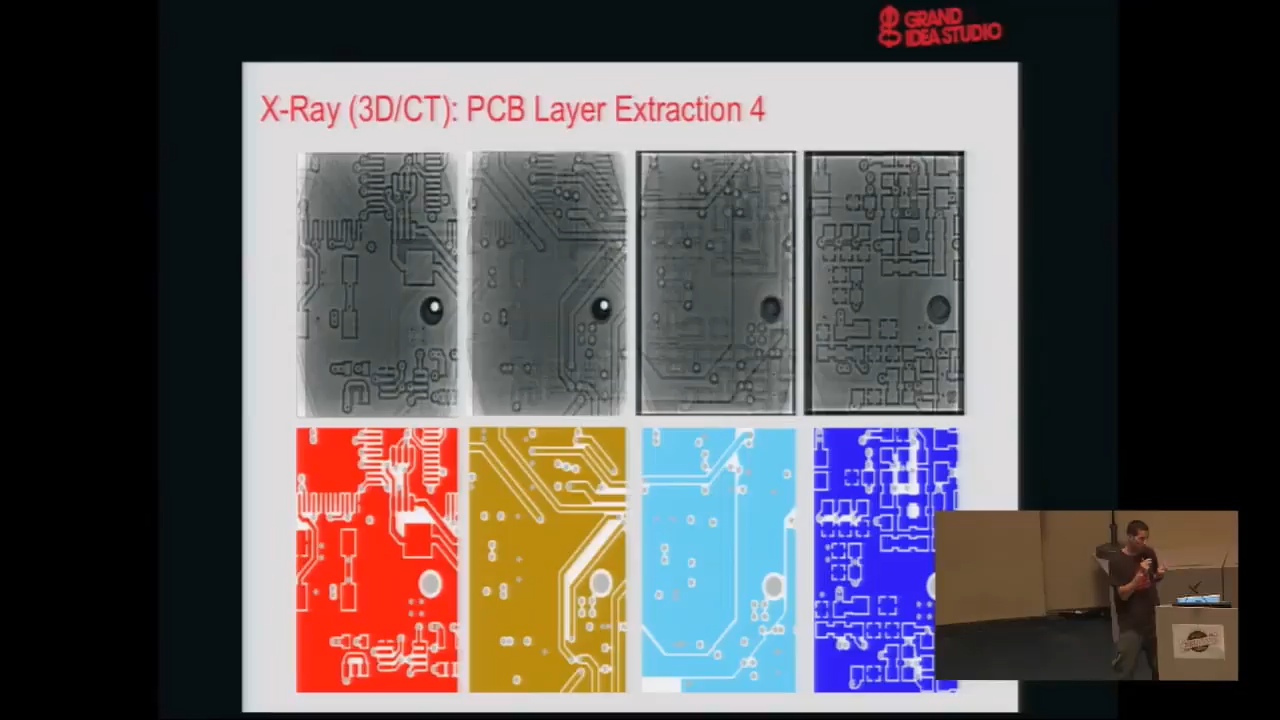 GRAND
IDEA STUDIO
X-Ray (3D/CT): PCB Layer Extraction 4